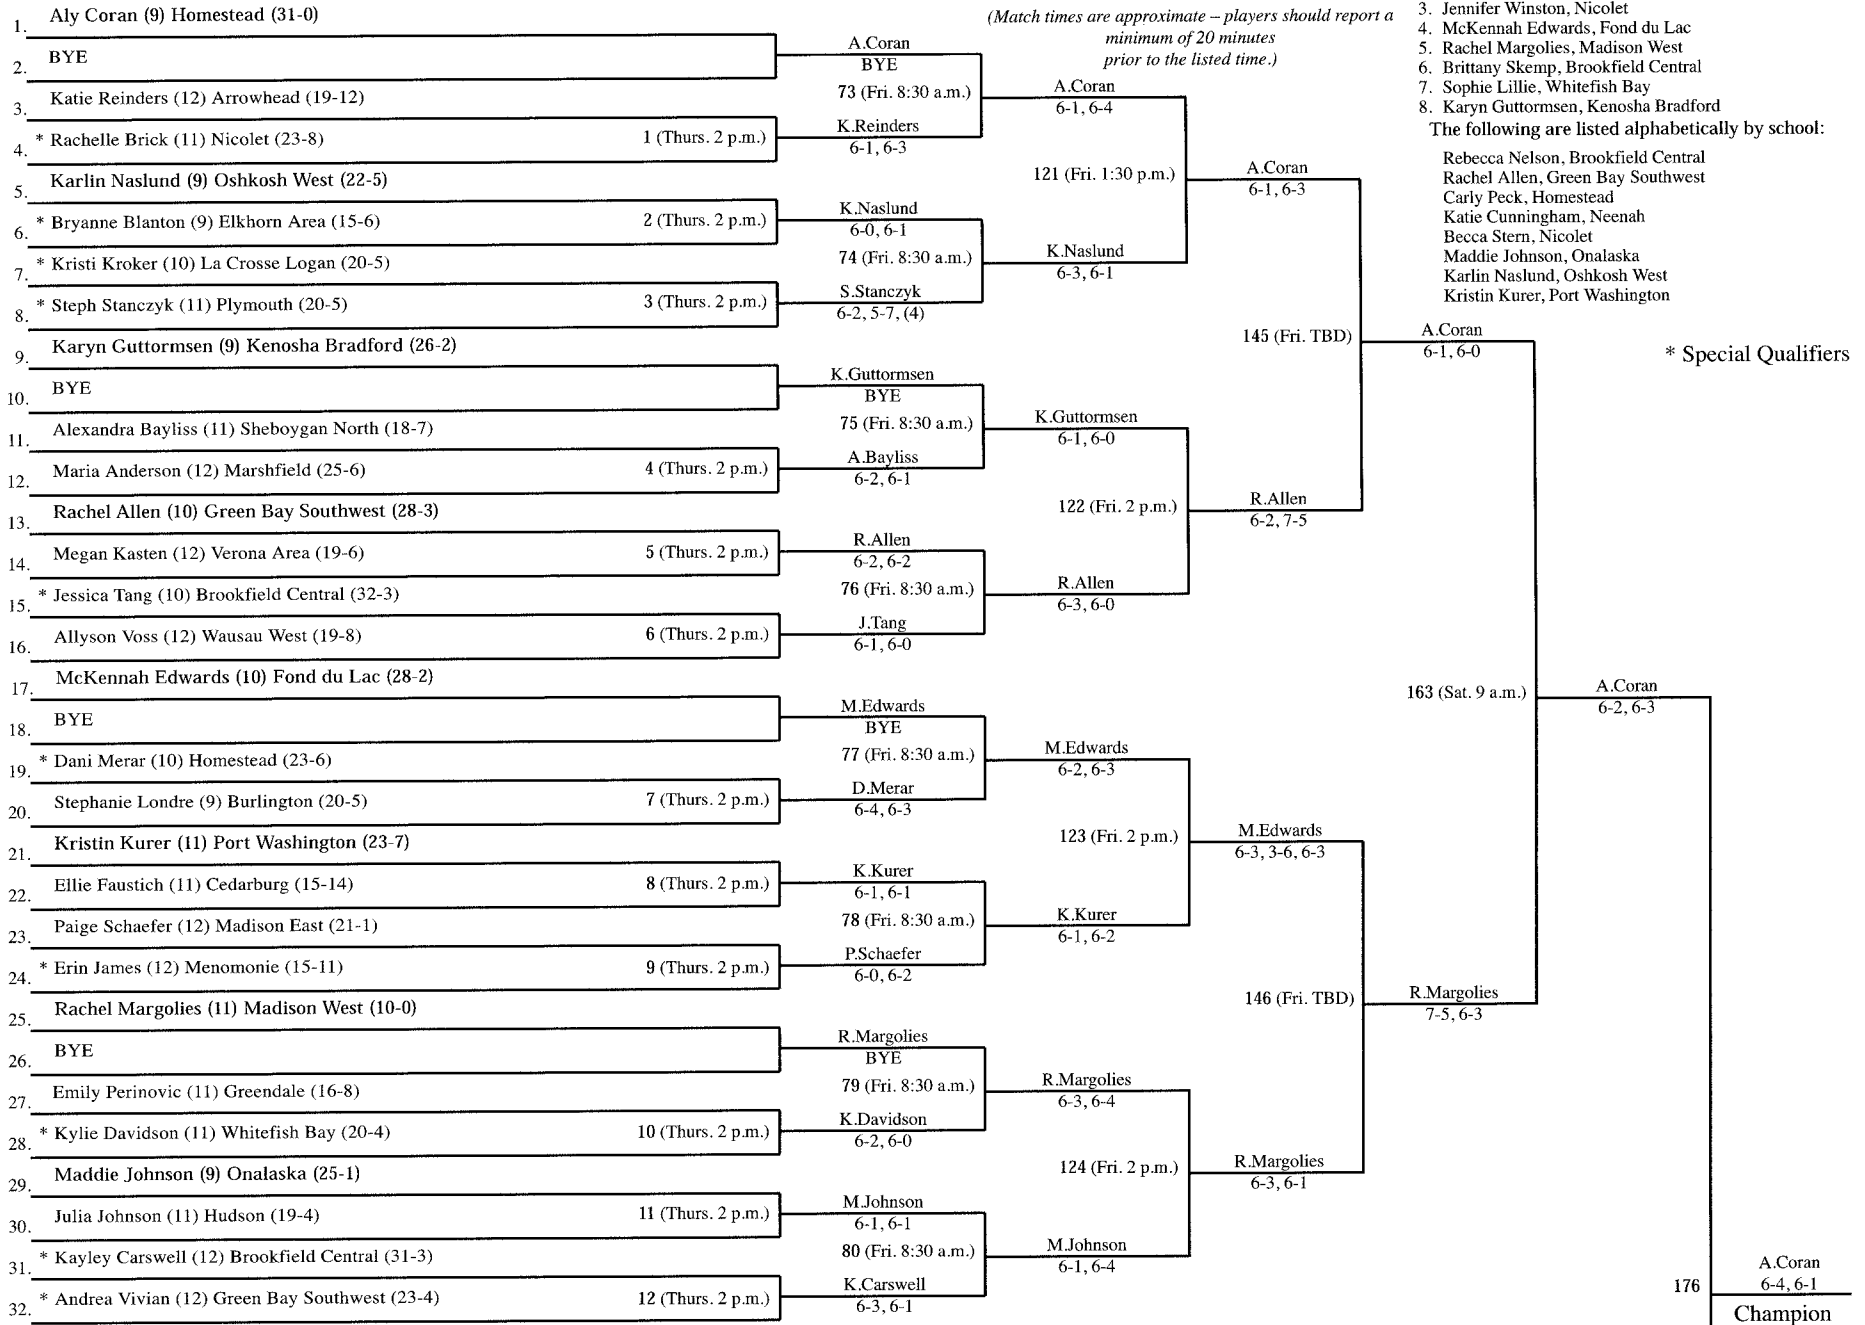 1. Aly Coran (9) Homestead (31-0)
2. BYE
3. Katie Reinders (12) Arrowhead (19-12)
4. * Rachelle Brick (11) Nicolet (23-8) 1 (Thurs. 2 p.m.)
5. Karlin Naslund (9) Oshkosh West (22-5)
6. * Bryanne Blanton (9) Elkhorn Area (15-6) 2 (Thurs. 2 p.m.)
7. * Kristi Kroker (10) La Crosse Logan (20-5)
8. * Steph Stanczyk (11) Plymouth (20-5) 3 (Thurs. 2 p.m.)
9. Karyn Guttormsen (9) Kenosha Bradford (26-2)
10. BYE
11. Alexandra Bayliss (11) Sheboygan North (18-7)
12. Maria Anderson (12) Marshfield (25-6) 4 (Thurs. 2 p.m.)
13. Rachel Allen (10) Green Bay Southwest (28-3)
14. Megan Kasten (12) Verona Area (19-6) 5 (Thurs. 2 p.m.)
15. * Jessica Tang (10) Brookfield Central (32-3)
16. Allyson Voss (12) Wausau West (19-8) 6 (Thurs. 2 p.m.)
17. McKennah Edwards (10) Fond du Lac (28-2)
18. BYE
19. * Dani Merar (10) Homestead (23-6)
20. Stephanie Londre (9) Burlington (20-5) 7 (Thurs. 2 p.m.)
21. Kristin Kurer (11) Port Washington (23-7)
22. Ellie Faustich (11) Cedarburg (15-14) 8 (Thurs. 2 p.m.)
23. Paige Schaefer (12) Madison East (21-1)
24. * Erin James (12) Menomonie (15-11) 9 (Thurs. 2 p.m.)
25. Rachel Margolies (11) Madison West (10-0)
26. BYE
27. Emily Perinovic (11) Greendale (16-8)
28. * Kylie Davidson (11) Whitefish Bay (20-4) 10 (Thurs. 2 p.m.)
29. Maddie Johnson (9) Onalaska (25-1)
30. Julia Johnson (11) Hudson (19-4) 11 (Thurs. 2 p.m.)
31. * Kayley Carswell (12) Brookfield Central (31-3)
32. * Andrea Vivian (12) Green Bay Southwest (23-4) 12 (Thurs. 2 p.m.)
A.Coran
BYE
73 (Fri. 8:30 a.m.)
K.Reinders
6-1, 6-3
K.Naslund
6-0, 6-1
74 (Fri. 8:30 a.m.)
S.Stanczyk
6-2, 5-7, (4)
K.Guttormsen
BYE
75 (Fri. 8:30 a.m.)
A.Bayliss
6-2, 6-1
R.Allen
6-2, 6-2
76 (Fri. 8:30 a.m.)
J.Tang
6-1, 6-0
M.Edwards
BYE
77 (Fri. 8:30 a.m.)
D.Merar
6-4, 6-3
K.Kurer
6-1, 6-1
78 (Fri. 8:30 a.m.)
P.Schaefer
6-0, 6-2
R.Margolies
BYE
79 (Fri. 8:30 a.m.)
K.Davidson
6-2, 6-0
M.Johnson
6-1, 6-1
80 (Fri. 8:30 a.m.)
K.Carswell
6-3, 6-1
(Match times are approximate – players should report a
minimum of 20 minutes
prior to the listed time.)
A.Coran
6-1, 6-4
121 (Fri. 1:30 p.m.)
K.Naslund
6-3, 6-1
K.Guttormsen
6-1, 6-0
122 (Fri. 2 p.m.)
R.Allen
6-3, 6-0
M.Edwards
6-2, 6-3
123 (Fri. 2 p.m.)
K.Kurer
6-1, 6-2
R.Margolies
6-3, 6-4
124 (Fri. 2 p.m.)
M.Johnson
6-1, 6-4
A.Coran
6-1, 6-3
145 (Fri. TBD)
R.Allen
6-2, 7-5
M.Edwards
6-3, 3-6, 6-3
146 (Fri. TBD)
R.Margolies
6-3, 6-1
A.Coran
6-1, 6-0
163 (Sat. 9 a.m.)
R.Margolies
7-5, 6-3
A.Coran
6-2, 6-3
176
A.Coran
6-4, 6-1
Champion
3. Jennifer Winston, Nicolet
4. McKennah Edwards, Fond du Lac
5. Rachel Margolies, Madison West
6. Brittany Skemp, Brookfield Central
7. Sophie Lillie, Whitefish Bay
8. Karyn Guttormsen, Kenosha Bradford
The following are listed alphabetically by school:
Rebecca Nelson, Brookfield Central
Rachel Allen, Green Bay Southwest
Carly Peck, Homestead
Katie Cunningham, Neenah
Becca Stern, Nicolet
Maddie Johnson, Onalaska
Karlin Naslund, Oshkosh West
Kristin Kurer, Port Washington
* Special Qualifiers